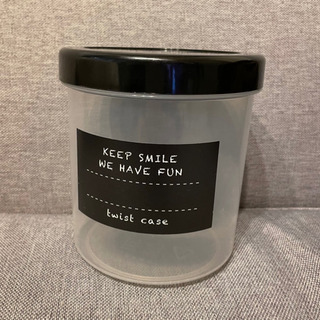 KEEP SMILE
WE HAVE FUN
twist case